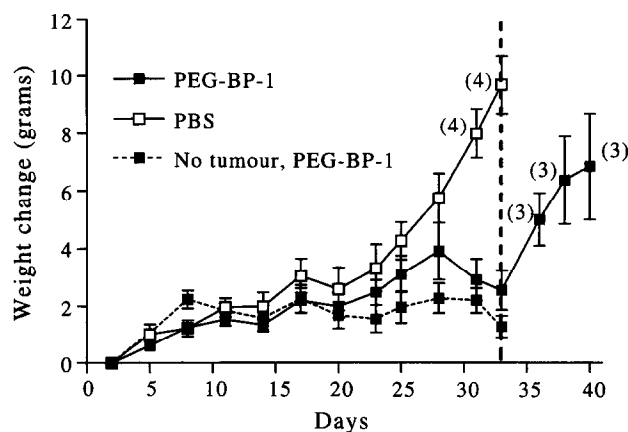 12
10
8
6
4
2
0
Weight change (grams)
PEG-BP-1
PBS
No tumour, PEG-BP-1
(4)
(4)
(3)
(3)
(3)
0 5 10 15 20 25 30 35 40
Days